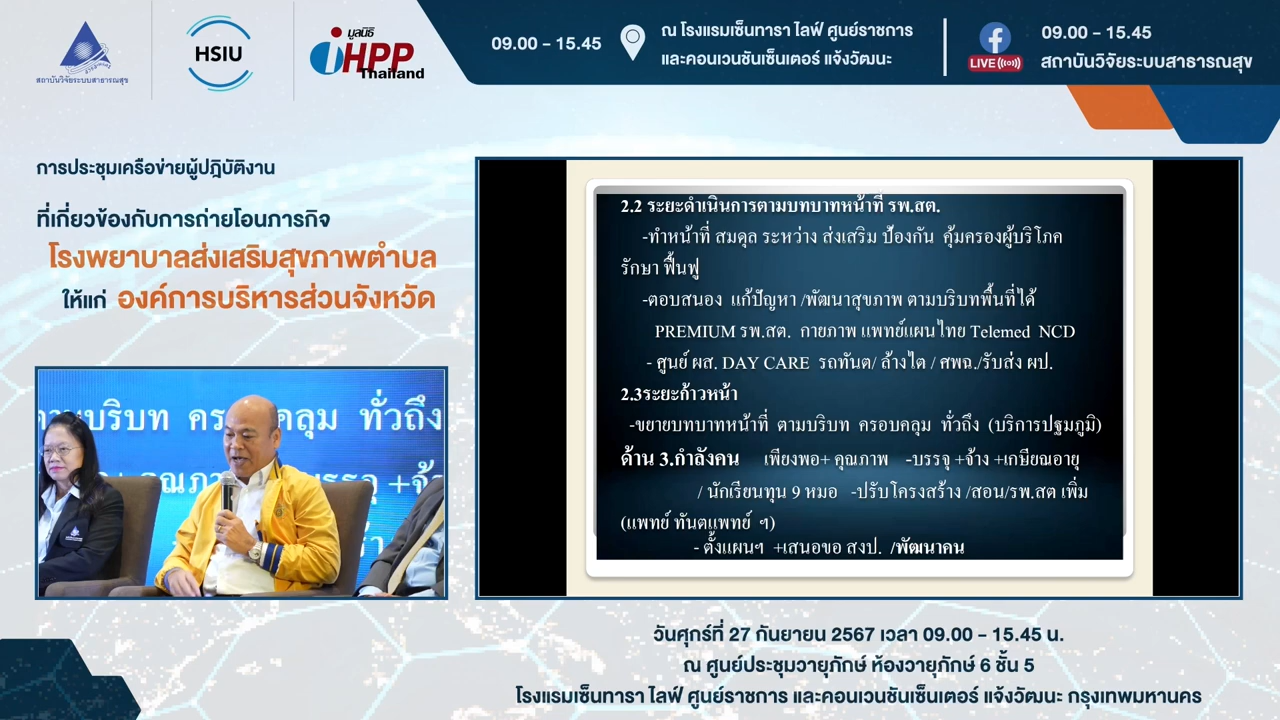 สถาบันวิจัยระบบสาธารณสุข
HSIU
มูลนิธิ
iHPP
Thailand
09.00 - 15.45
ณ โรงแรมเซ็นทารา ไลฟ์ ศูนย์ราชการ
และคอนเวนชันเซ็นเตอร์ แจ้งวัฒนะ
LIVE
09.00 - 15.45
สถาบันวิจัยระบบสาธารณสุข
การประชุมเครือข่ายผู้ปฏิบัติงาน
ที่เกี่ยวข้องกับการถ่ายโอนภารกิจ
โรงพยาบาลส่งเสริมสุขภาพตำบล
ให้แก่ องค์การบริหารส่วนจังหวัด
2.2 ระยะดำเนินการตามบทบาทหน้าที่ รพ.สต.
-ทำหน้าที่ สมดุล ระหว่าง ส่งเสริม ป้องกัน คุ้มครองผู้บริโภค
รักษา ฟื้นฟู
-ตอบสนอง แก้ปัญหา /พัฒนาสุขภาพ ตามบริบทพื้นที่ได้
PREMIUM รพ.สต. กายภาพ แพทย์แผนไทย Telemed NCD
- ศูนย์ ผส. DAY CARE รถทันต/ ล้างไต / ศพฉ./รับส่ง ผป.
2.3ระยะก้าวหน้า
-ขยายบทบาทหน้าที่ ตามบริบท ครอบคลุม ทั่วถึง (บริการปฐมภูมิ)
ด้าน 3.กำลังคน เพียงพอ+ คุณภาพ -บรรจุ +จ้าง +เกษียณอายุ
/ นักเรียนทุน 9 หมอ -ปรับโครงสร้าง /สอน/รพ.สต เพิ่ม
(แพทย์ ทันตแพทย์ ฯ)
- ตั้งแผนฯ +เสนอขอ สงป. /พัฒนาคน
ตามบริบท ครอบคลุม ทั่วถึง
คุณภาพ บรรจุ +จ้า
วันศุกร์ที่ 27 กันยายน 2567 เวลา 09.00 - 15.45 น.
ณ ศูนย์ประชุมวายุภักษ์ ห้องวายุภักษ์ 6 ชั้น 5
โรงแรมเซ็นทารา ไลฟ์ ศูนย์ราชการ และคอนเวนชันเซ็นเตอร์ แจ้งวัฒนะ กรุงเทพมหานคร